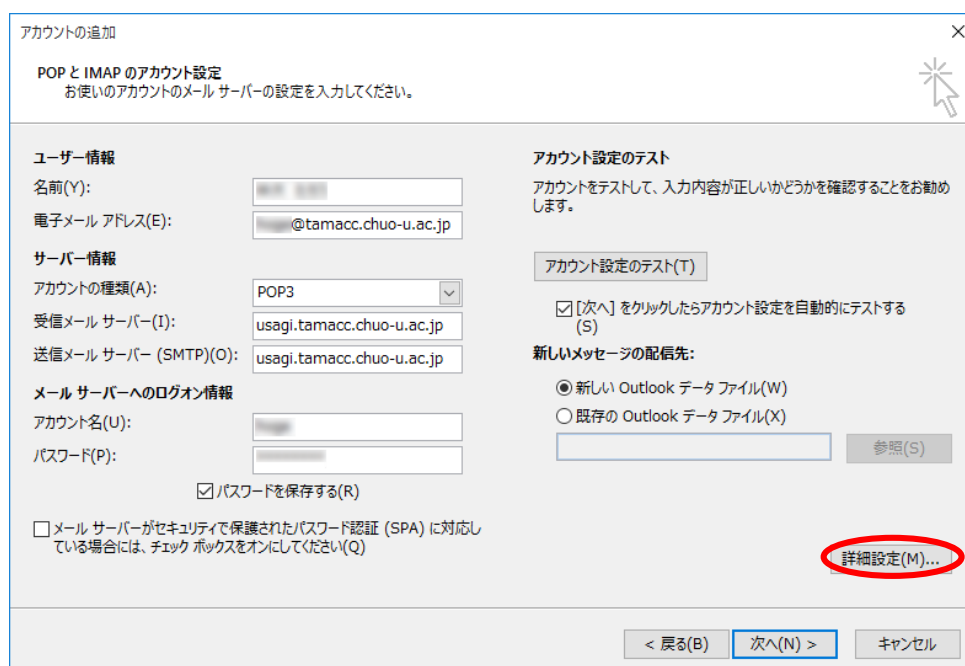 アカウントの追加
POP と IMAP のアカウント設定
お使いのアカウントのメール サーバーの設定を入力してください。
ユーザー情報
名前(Y):
電子メール アドレス(E):
@tamacc.chuo-u.ac.jp
サーバー情報
アカウントの種類(A):
POP3
受信メール サーバー(I):
usagi.tamacc.chuo-u.ac.jp
送信メール サーバー (SMTP)(O):
usagi.tamacc.chuo-u.ac.jp
メール サーバーへのログオン情報
アカウント名(U):
パスワード(P):
パスワードを保存する(R)
メール サーバーがセキュリティで保護されたパスワード認証 (SPA) に対応し
ている場合には、チェック ボックスをオンにしてください(Q)
アカウント設定のテスト
アカウントをテストして、入力内容が正しいかどうかを確認することをお勧め
します。
アカウント設定のテスト(T)
[次へ] をクリックしたらアカウント設定を自動的にテストする
(S)
新しいメッセージの配信先:
新しい Outlook データ ファイル(W)
既存の Outlook データ ファイル(X)
参照(S)
詳細設定(M)...
< 戻る(B)
次へ(N) >
キャンセル